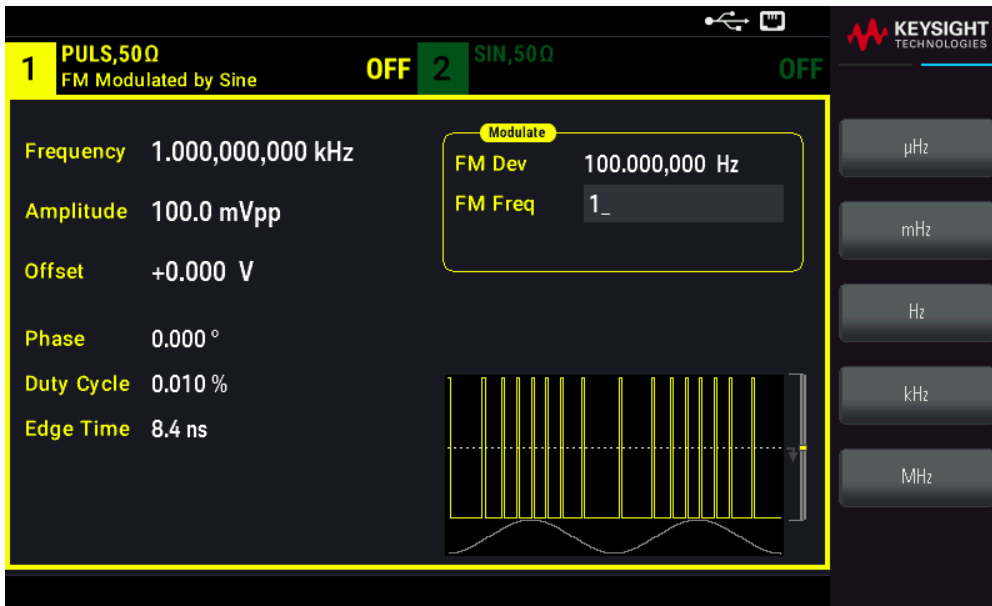 KEYSIGHT
TECHNOLOGIES
1 PULS,50Ω
FM Modulated by Sine
OFF
2 SIN,50Ω
OFF
Frequency 1.000,000,000 kHz
Amplitude 100.0 mVpp
Offset +0.000 V
Phase 0.000 °
Duty Cycle 0.010 %
Edge Time 8.4 ns
Modulate
FM Dev 100.000,000 Hz
FM Freq 1_
µHz
mHz
Hz
kHz
MHz